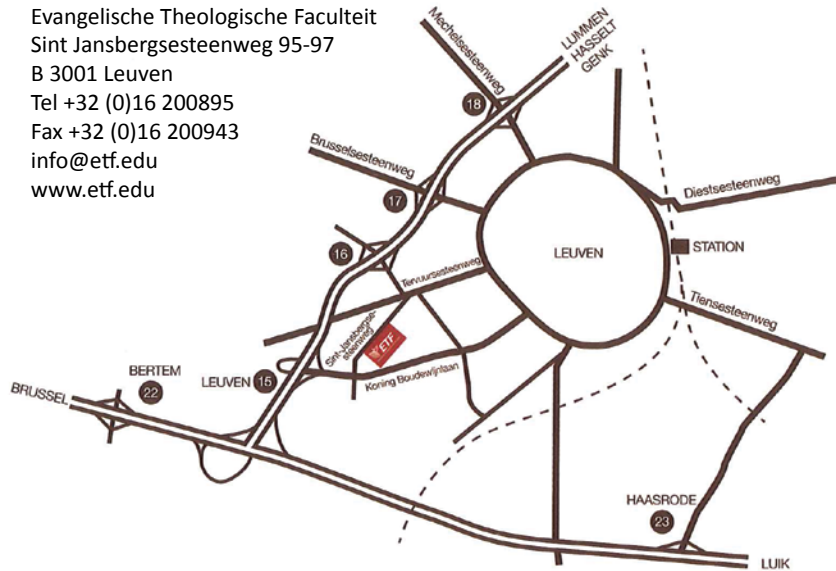 Evangelische Theologische Faculteit
Sint Jansbergsesteenweg 95-97
B 3001 Leuven
Tel +32 (0)16 200895
Fax +32 (0)16 200943
info@etf.edu
www.etf.edu
Mechelsesteenweg
LUMMEN
HASSELT
GENK
18
Brusselsesteenweg
17
Diestsesteenweg
16
LEUVEN
STATION
Tervuursesteenweg
Tiensesteenweg
Sint-Jansbergse-
steenweg
ETF
BERTEM
22
LEUVEN 15
Koning Boudewijnlaan
BRUSSEL
HAASRODE
23
LUIK